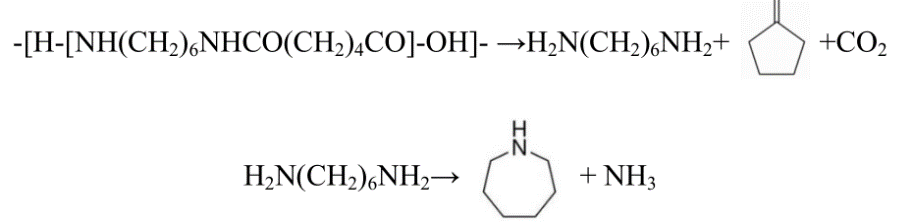 -[H-[NH(CH₂)₆NHCO(CH₂)₄CO]-OH]- →H₂N(CH₂)₆NH₂+ +CO₂
H₂N(CH₂)₆NH₂→ H N + NH₃